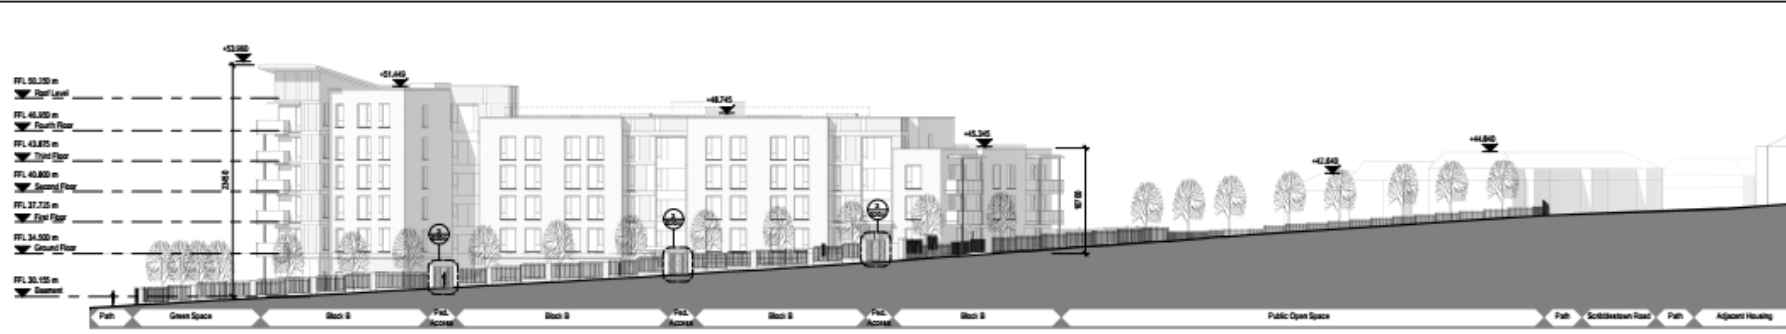 +53.960
FFL 50.250 m
Roof Level
+51.449
FFL 46.950 m
Fourth Floor
+48.745
FFL 43.875 m
Third Floor
+45.345
+44.840
FFL 40.800 m
Second Floor
+42.640
FFL 37.725 m
First Floor
FFL 34.500 m
Ground Floor
FFL 30.155 m
Basement
Path
Green Space
Block B
Ped. Access
Block B
Ped. Access
Block B
Ped. Access
Block B
Public Open Space
Path
Scribblestown Road
Path
Adjacent Housing